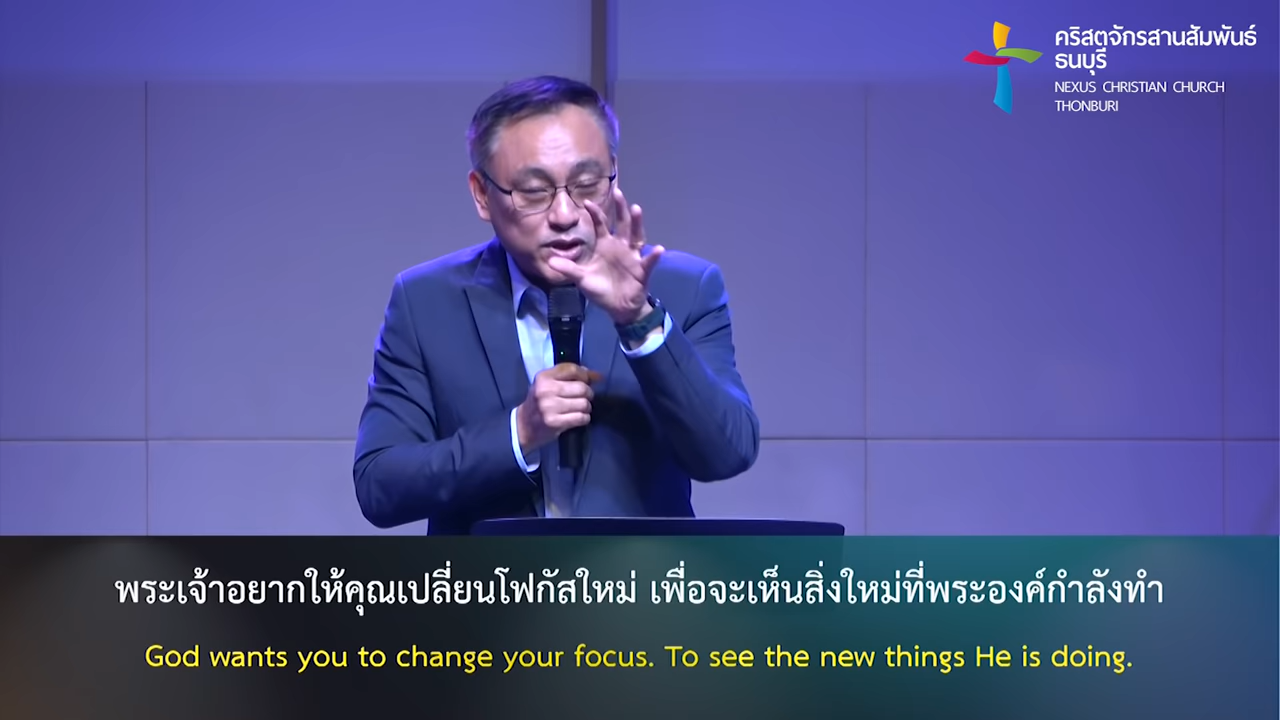 คริสตจักรสานสัมพันธ์
ธนบุรี
NEXUS CHRISTIAN CHURCH
THONBURI
พระเจ้าอยากให้คุณเปลี่ยนโฟกัสใหม่ เพื่อจะเห็นสิ่งใหม่ที่พระองค์กำลังทำ
God wants you to change your focus. To see the new things He is doing.